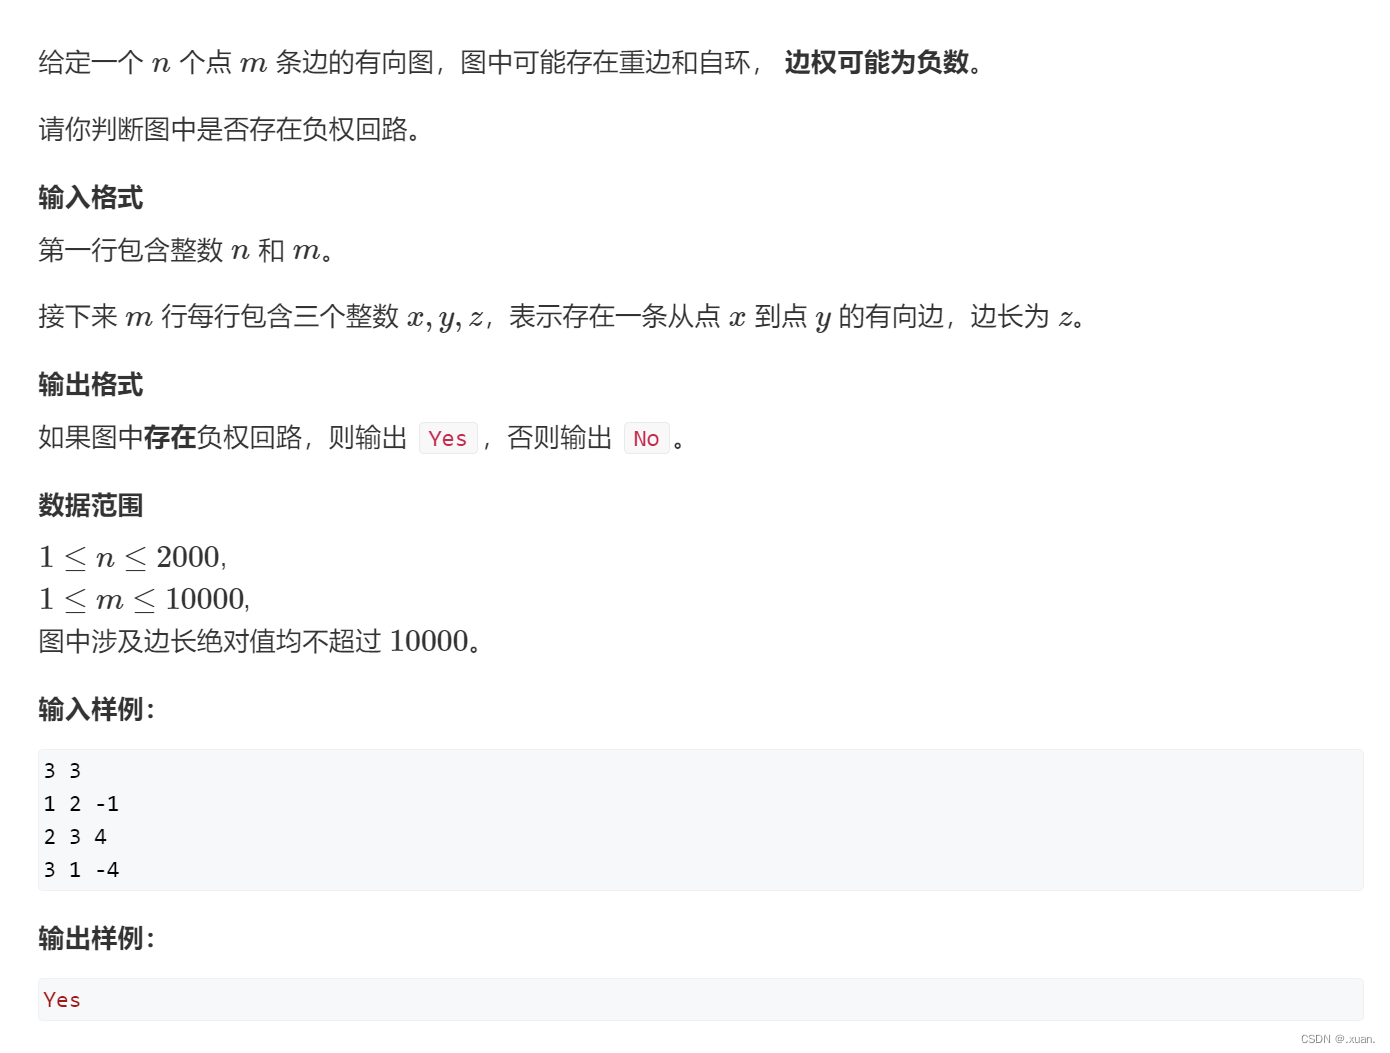 给定一个 n 个点 m 条边的有向图，图中可能存在重边和自环， 边权可能为负数。
请你判断图中是否存在负权回路。
输入格式
第一行包含整数 n 和 m。
接下来 m 行每行包含三个整数 x, y, z，表示存在一条从点 x 到点 y 的有向边，边长为 z。
输出格式
如果图中存在负权回路，则输出 Yes，否则输出 No。
数据范围
1 ≤ n ≤ 2000,
1 ≤ m ≤ 10000,
图中涉及边长绝对值均不超过 10000。
输入样例：
3 3
1 2 -1
2 3 4
3 1 -4
输出样例：
Yes
CSDN @.xuan.